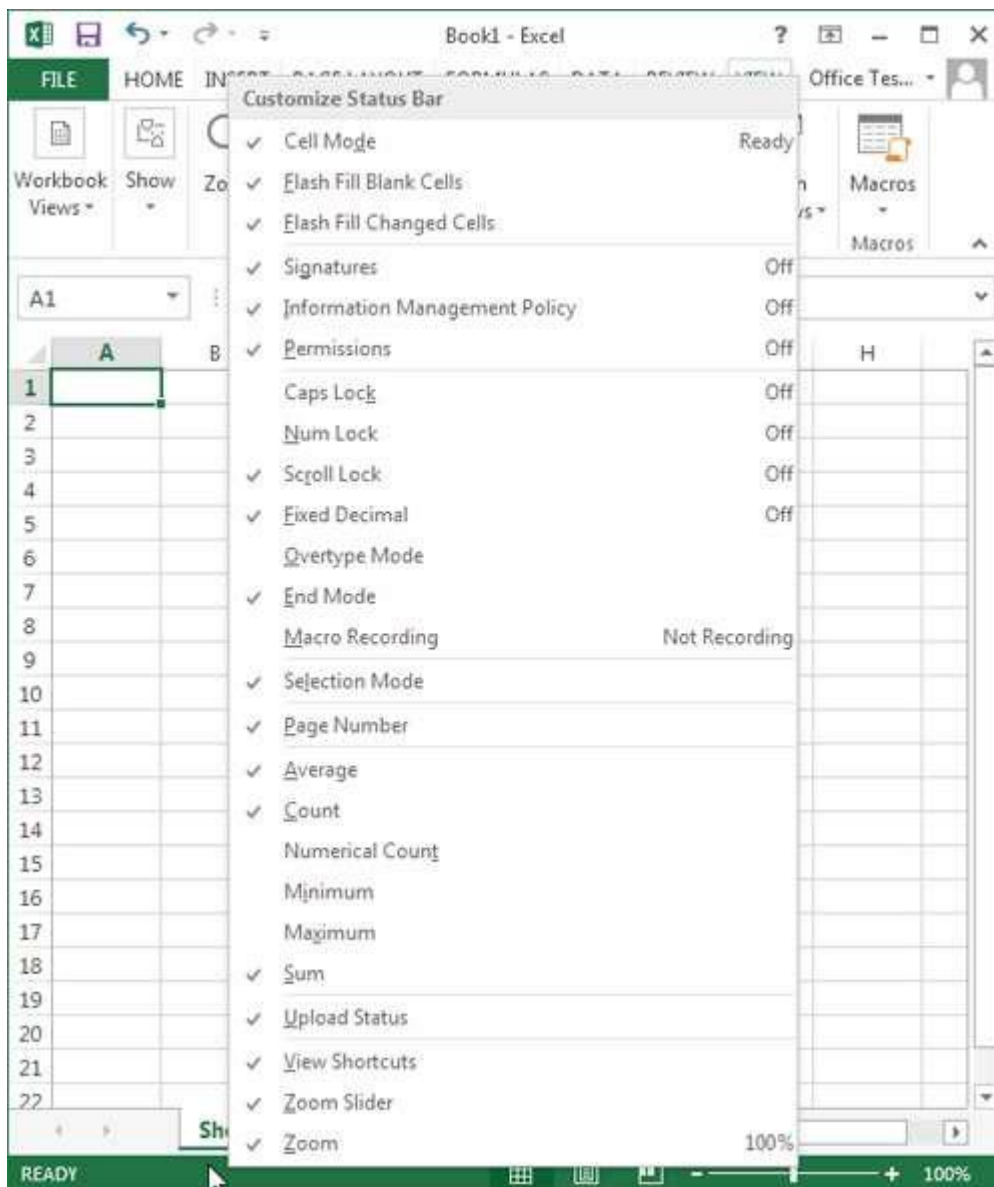 Book1 - Excel
?
FILE HOME Office Tes...
Customize Status Bar
Cell Mode Ready
Flash Fill Blank Cells
Flash Fill Changed Cells
Workbook Views Show Macros
Macros
Signatures Off
Information Management Policy Off
Permissions Off
A1
A B H
Caps Lock Off
Num Lock Off
Scroll Lock Off
Fixed Decimal Off
Overtype Mode
End Mode
Macro Recording Not Recording
Selection Mode
Page Number
Average
Count
Numerical Count
Minimum
Maximum
Sum
Upload Status
View Shortcuts
Zoom Slider
Zoom 100%
1
2
3
4
5
6
7
8
9
10
11
12
13
14
15
16
17
18
19
20
21
22
READY 100%